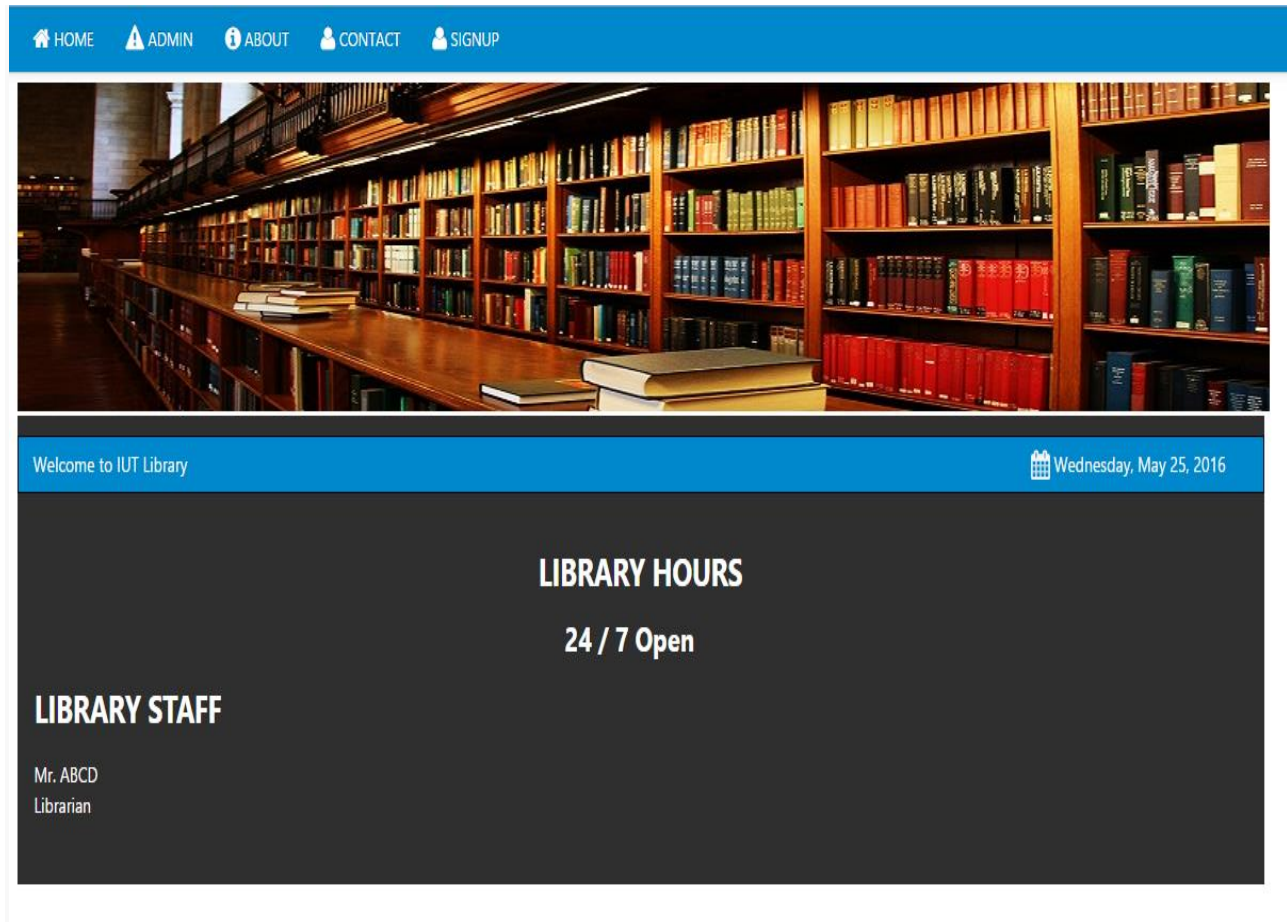 HOME ADMIN ABOUT CONTACT SIGNUP
Welcome to IUT Library Wednesday, May 25, 2016
LIBRARY HOURS
24 / 7 Open
LIBRARY STAFF
Mr. ABCD
Librarian